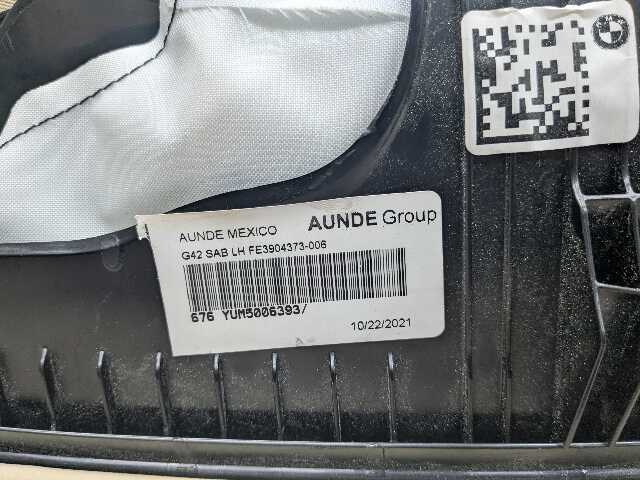 AUNDE MEXICO AUNDE Group
G42 SAB LH FE3904373-006
676 YUM5006393/
10/22/2021